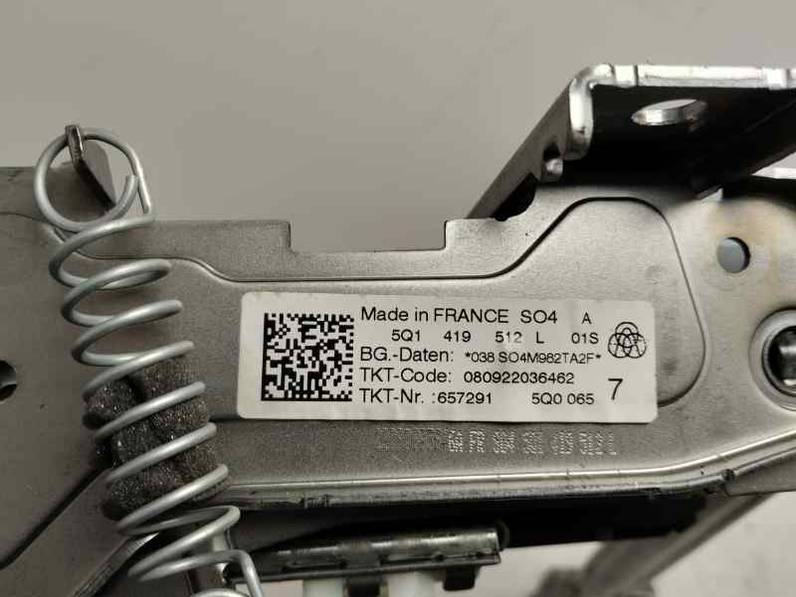 Made in FRANCE SO4 A
5Q1 419 512 L 01S
BG.-Daten: *038 SO4M982TA2F*
TKT-Code: 080922036462 7
TKT-Nr. :657291 5Q0 065